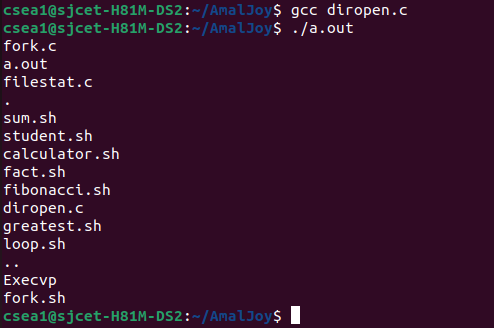 csea1@sjcet-H81M-DS2:~/AmalJoy$ gcc diropen.c
csea1@sjcet-H81M-DS2:~/AmalJoy$ ./a.out
fork.c
a.out
filestat.c
.
sum.sh
student.sh
calculator.sh
fact.sh
fibonacci.sh
diropen.c
greatest.sh
loop.sh
..
Execvp
fork.sh
csea1@sjcet-H81M-DS2:~/AmalJoy$